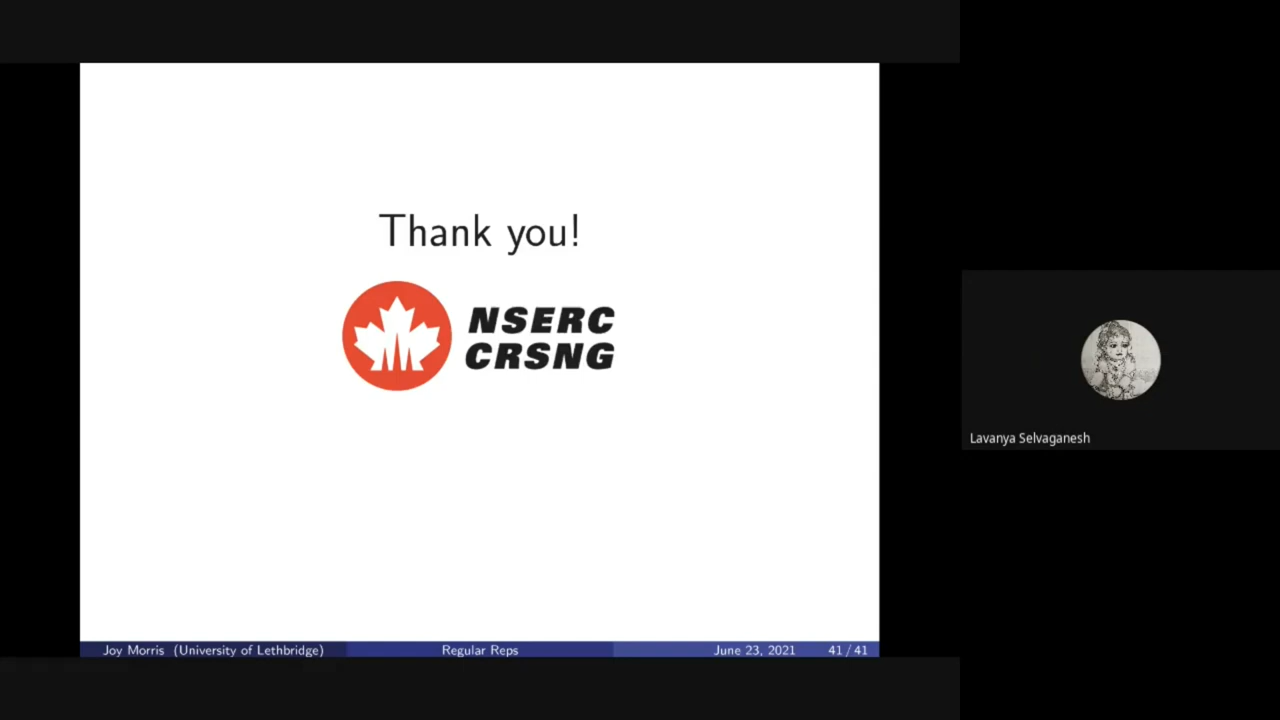 Thank you!
NSERC
CRSNG
Lavanya Selvaganesh
Joy Morris (University of Lethbridge) Regular Reps June 23, 2021 41 / 41